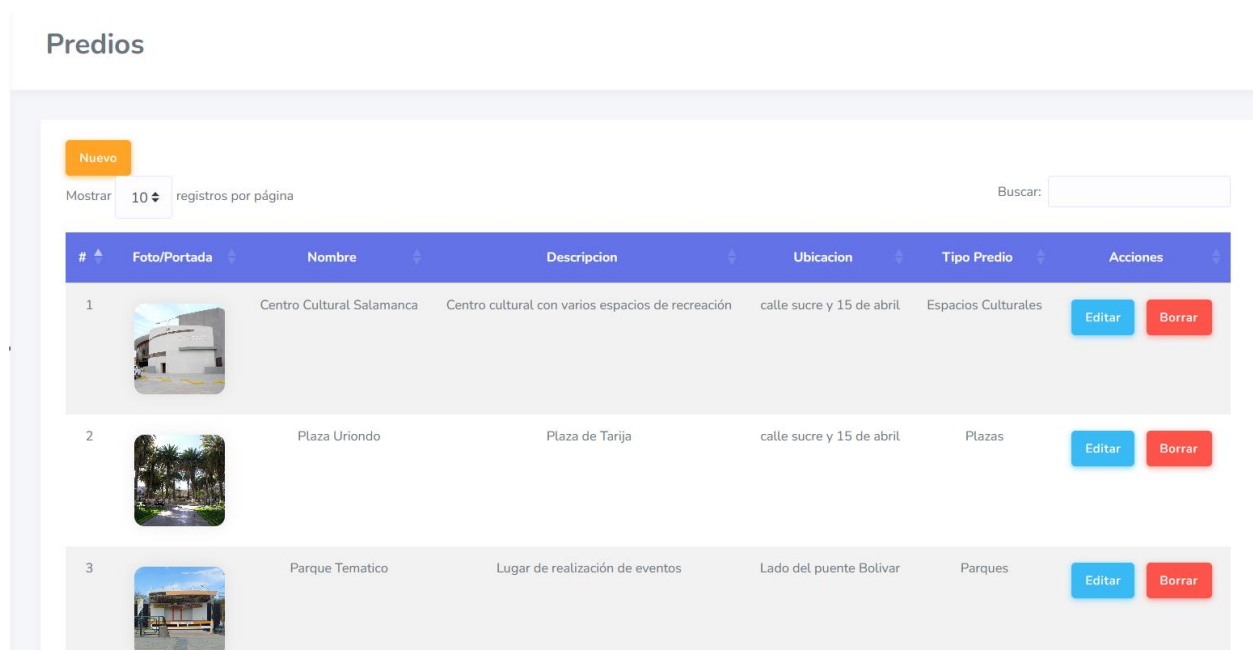 Predios
Nuevo
Mostrar 10 registros por página
Buscar:
# Foto/Portada Nombre Descripcion Ubicacion Tipo Predio Acciones
1 Centro Cultural Salamanca Centro cultural con varios espacios de recreación calle sucre y 15 de abril Espacios Culturales Editar Borrar
2 Plaza Uriondo Plaza de Tarija calle sucre y 15 de abril Plazas Editar Borrar
3 Parque Tematico Lugar de realización de eventos Lado del puente Bolivar Parques Editar Borrar